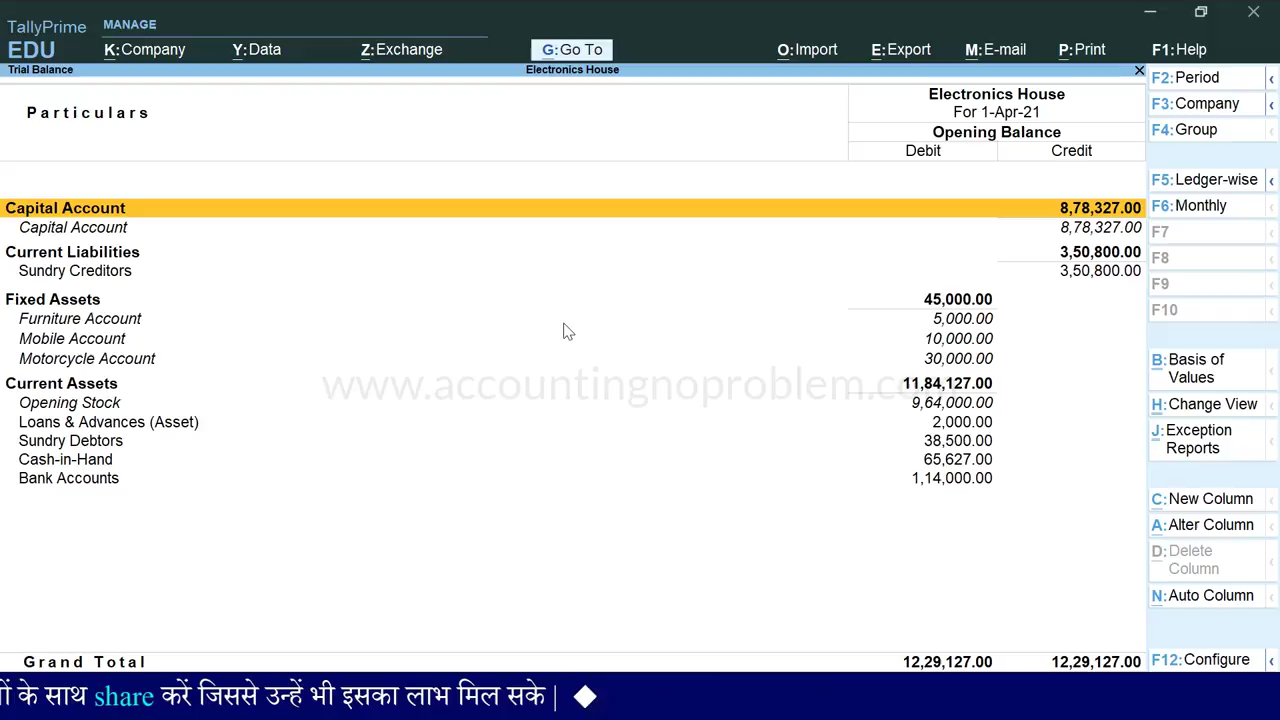 TallyPrime MANAGE
EDU K:Company Y:Data Z:Exchange G:Go To O:Import E:Export M:E-mail P:Print F1:Help
Trial Balance Electronics House
Particulars
Electronics House
For 1-Apr-21
Opening Balance
Debit Credit
Capital Account 8,78,327.00
Capital Account 8,78,327.00
Current Liabilities 3,50,800.00
Sundry Creditors 3,50,800.00
Fixed Assets 45,000.00
Furniture Account 5,000.00
Mobile Account 10,000.00
Motorcycle Account 30,000.00
Current Assets 11,84,127.00
Opening Stock 9,64,000.00
Loans & Advances (Asset) 2,000.00
Sundry Debtors 38,500.00
Cash-in-Hand 65,627.00
Bank Accounts 1,14,000.00
Grand Total 12,29,127.00 12,29,127.00
www.accountingnoproblem.co
F2:Period
F3:Company
F4:Group
F5:Ledger-wise
F6:Monthly
F7
F8
F9
F10
B:Basis of
Values
H:Change View
J:Exception
Reports
C:New Column
A:Alter Column
D:Delete
Column
N:Auto Column
F12:Configure
के साथ share करें जिससे उन्हें भी इसका लाभ मिल सके |